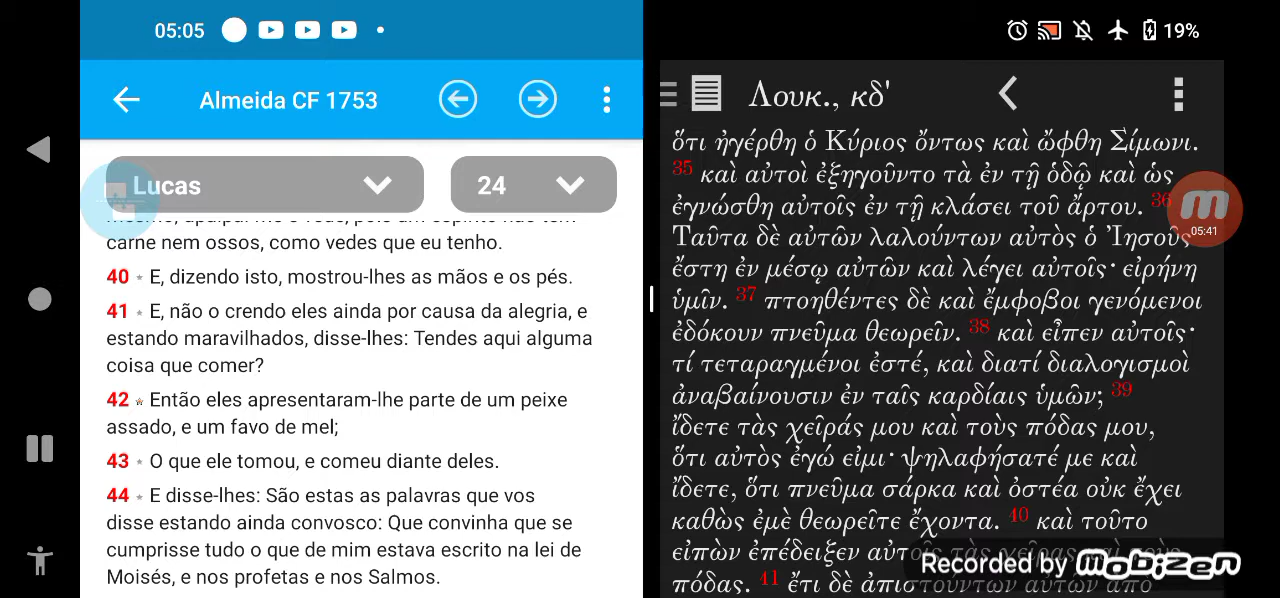 05:05
19%
Almeida CF 1753
Lucas
24
carne nem ossos, como vedes que eu tenho.
40 * E, dizendo isto, mostrou-lhes as mãos e os pés.
41 * E, não o crendo eles ainda por causa da alegria, e
estando maravilhados, disse-lhes: Tendes aqui alguma
coisa que comer?
42 * Então eles apresentaram-lhe parte de um peixe
assado, e um favo de mel;
43 * O que ele tomou, e comeu diante deles.
44 * E disse-lhes: São estas as palavras que vos
disse estando ainda convosco: Que convinha que se
cumprisse tudo o que de mim estava escrito na lei de
Moisés, e nos profetas e nos Salmos.
Λουκ., κδ'
ὅτι ἠγέρθη ὁ Κύριος ὄντως καὶ ὤφθη Σίμωνι.
35 καὶ αὐτοὶ ἐξηγοῦντο τὰ ἐν τῇ ὁδῷ καὶ ὡς
ἐγνώσθη αὐτοῖς ἐν τῇ κλάσει τοῦ ἄρτου. 36
Ταῦτα δὲ αὐτῶν λαλούντων αὐτὸς ὁ Ἰησοῦς
ἔστη ἐν μέσῳ αὐτῶν καὶ λέγει αὐτοῖς· εἰρήνη
ὑμῖν. 37 πτοηθέντες δὲ καὶ ἔμφοβοι γενόμενοι
ἐδόκουν πνεῦμα θεωρεῖν. 38 καὶ εἶπεν αὐτοῖς·
τί τεταραγμένοι ἐστέ, καὶ διατί διαλογισμοὶ
ἀναβαίνουσιν ἐν ταῖς καρδίαις ὑμῶν; 39
ἴδετε τὰς χεῖράς μου καὶ τοὺς πόδας μου,
ὅτι αὐτὸς ἐγώ εἰμι· ψηλαφήσατέ με καὶ
ἴδετε, ὅτι πνεῦμα σάρκα καὶ ὀστέα οὐκ ἔχει
καθὼς ἐμὲ θεωρεῖτε ἔχοντα. 40 καὶ τοῦτο
εἰπὼν ἐπέδειξεν αὐτοῖς τὰς χεῖρας καὶ τοὺς
πόδας. 41 ἔτι δὲ ἀπιστούντων αὐτῶν ἀπὸ
05:41
Recorded by mobizen